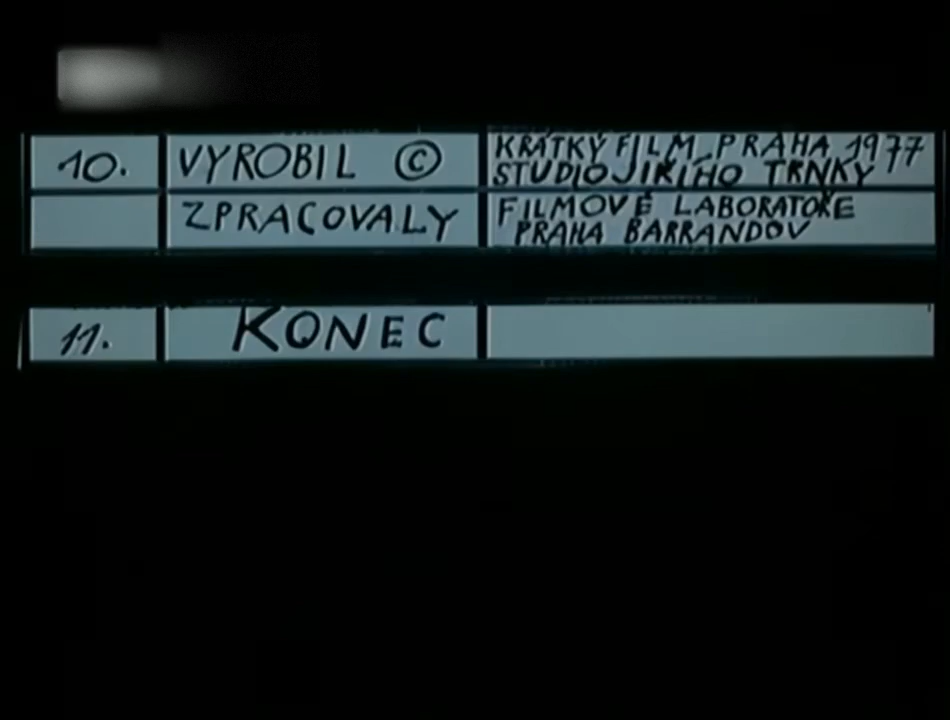 10. VYROBIL © KRÁTKÝ FILM PRAHA 1977
STUDIO JIŘÍHO TRNKY
ZPRACOVALY FILMOVÉ LABORATOŘE
PRAHA BARRANDOV
11. KONEC